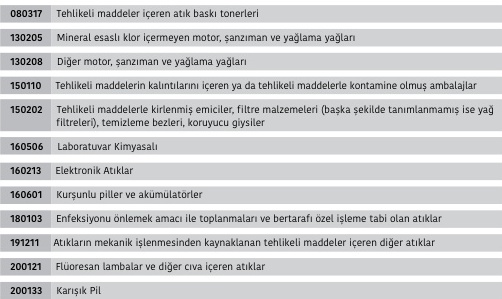 080317 Tehlikeli maddeler içeren atık baskı tonerleri
130205 Mineral esaslı klor içermeyen motor, şanzıman ve yağlama yağları
130208 Diğer motor, şanzıman ve yağlama yağları
150110 Tehlikeli maddelerin kalıntılarını içeren ya da tehlikeli maddelerle kontamine olmuş ambalajlar
150202 Tehlikeli maddelerle kirlenmiş emiciler, filtre malzemeleri (başka şekilde tanımlanmamış ise yağ
filtreleri), temizleme bezleri, koruyucu giysiler
160506 Laboratuvar Kimyasalı
160213 Elektronik Atıklar
160601 Kurşunlu piller ve akümülatörler
180103 Enfeksiyonu önlemek amacı ile toplanmaları ve bertarafı özel işleme tabi olan atıklar
191211 Atıkların mekanik işlenmesinden kaynaklanan tehlikeli maddeler içeren diğer atıklar
200121 Flüoresan lambalar ve diğer cıva içeren atıklar
200133 Karışık Pil